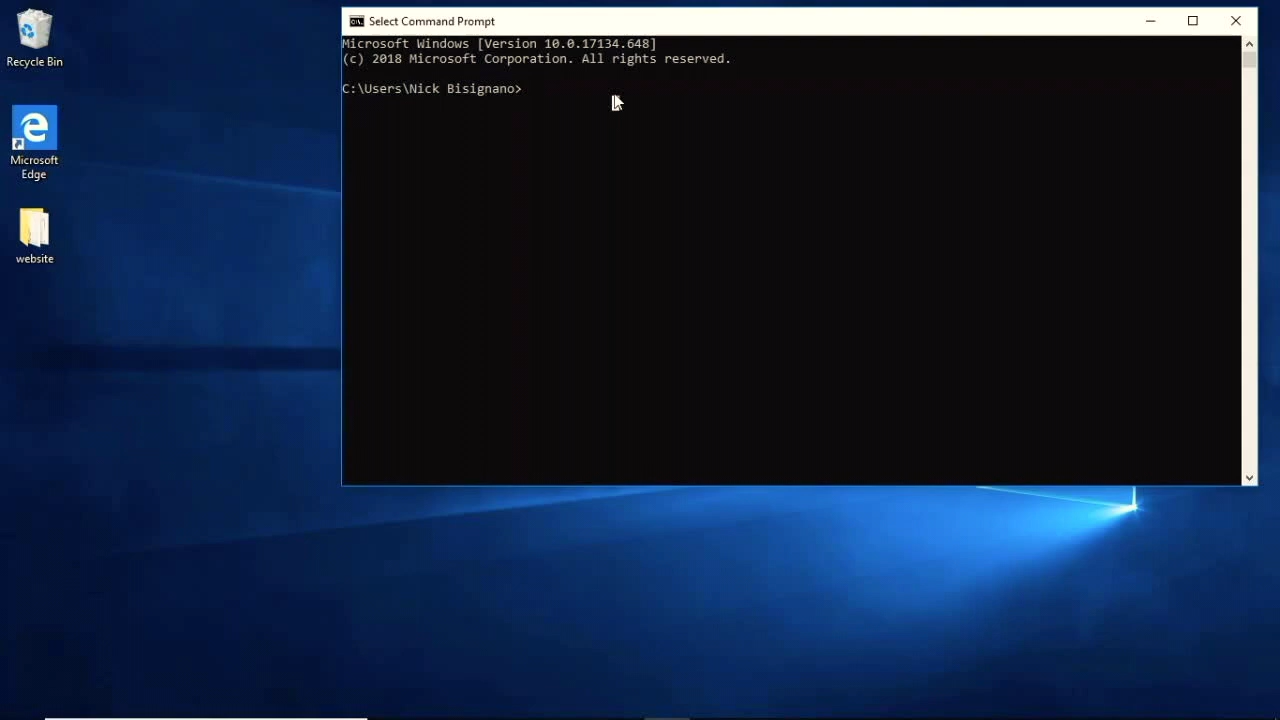 Recycle Bin
Microsoft
Edge
website
Select Command Prompt
Microsoft Windows [Version 10.0.17134.648]
(c) 2018 Microsoft Corporation. All rights reserved.
C:\Users\Nick Bisignano>